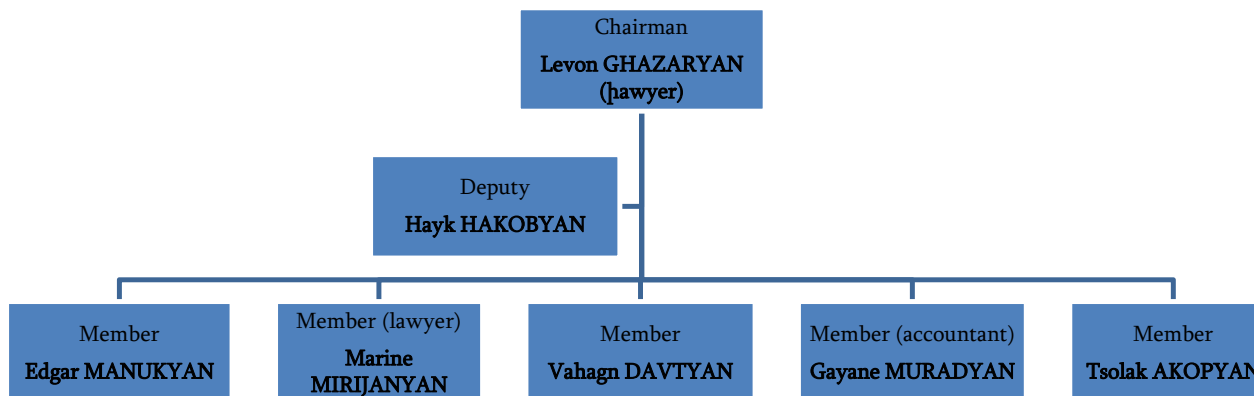 Chairman
Levon GHAZARYAN
(հawyer)
Deputy
Hayk HAKOBYAN
Member
Edgar MANUKYAN
Member (lawyer)
Marine
MIRIJANYAN
Member
Vahagn DAVTYAN
Member (accountant)
Gayane MURADYAN
Member
Tsolak AKOPYAN